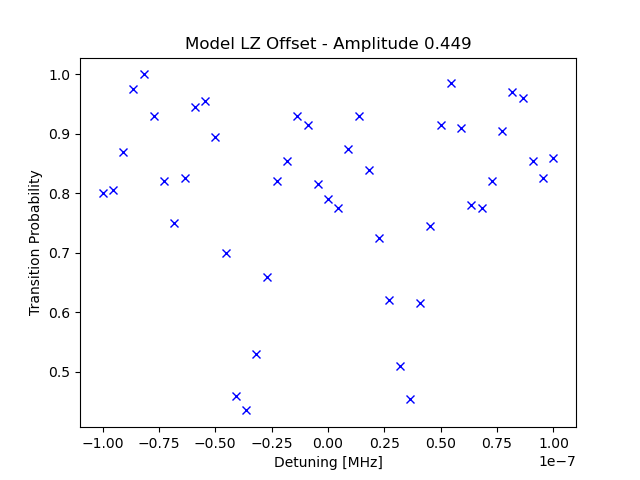 Model LZ Offset - Amplitude 0.449
1.0
0.9
0.8
0.7
0.6
0.5
Transition Probability
−1.00 −0.75 −0.50 −0.25 0.00 0.25 0.50 0.75 1.00
1e−7
Detuning [MHz]